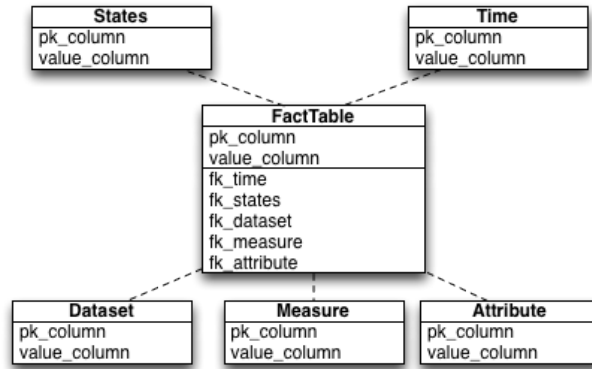 States
pk_column
value_column
Time
pk_column
value_column
FactTable
pk_column
value_column
fk_time
fk_states
fk_dataset
fk_measure
fk_attribute
Dataset
pk_column
value_column
Measure
pk_column
value_column
Attribute
pk_column
value_column